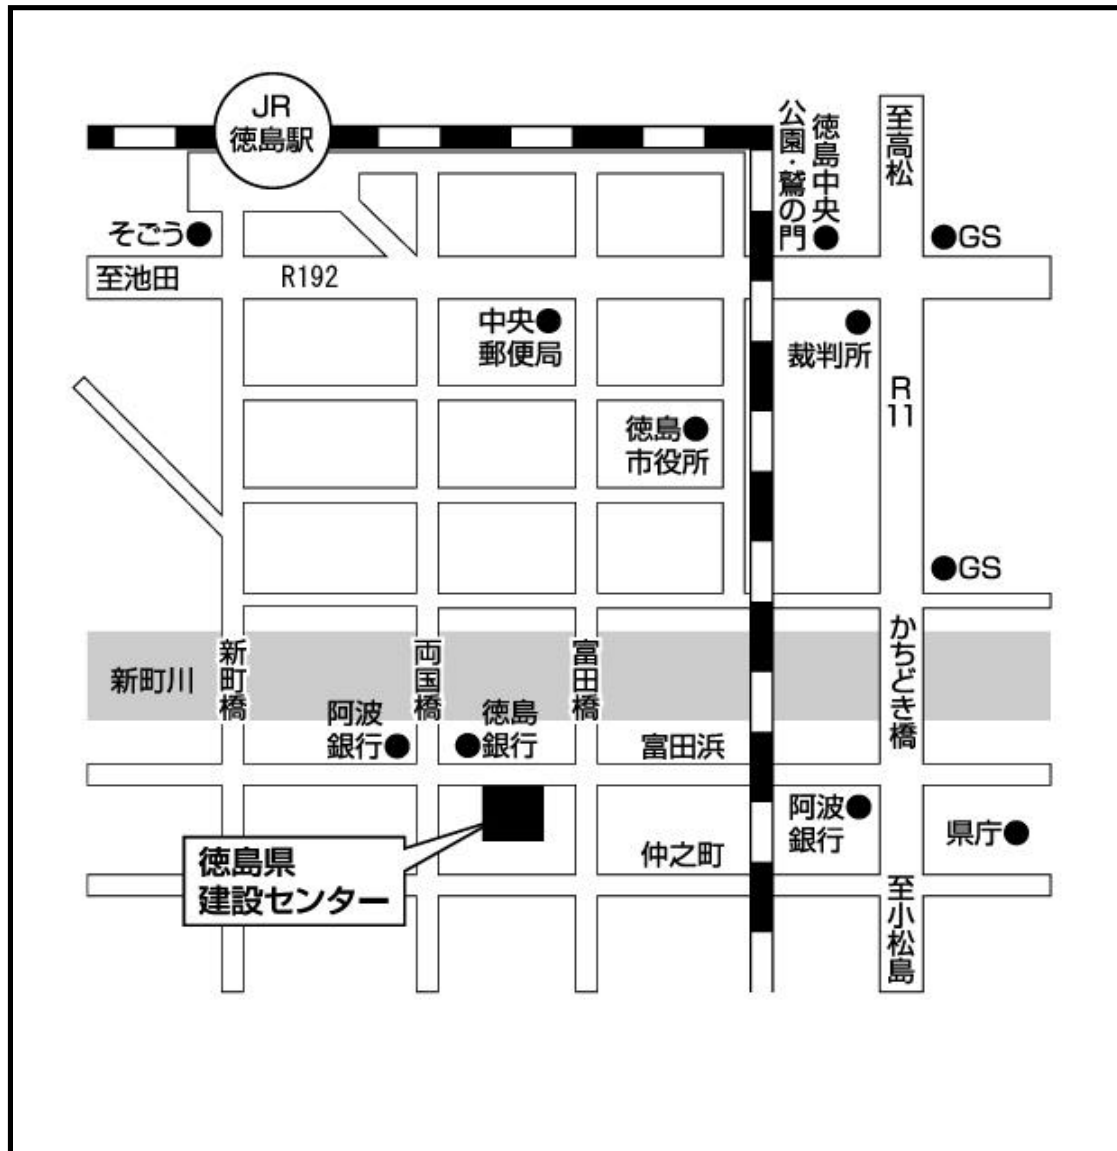 JR
徳島駅
公園・鷲の門
徳島中央
至高松
そごう
GS
至池田
R192
中央
郵便局
裁判所
R11
徳島
市役所
GS
新町川
新町橋
両国橋
富田橋
かちどき橋
阿波
銀行
徳島
銀行
富田浜
阿波
銀行
県庁
仲之町
徳島県
建設センター
至小松島